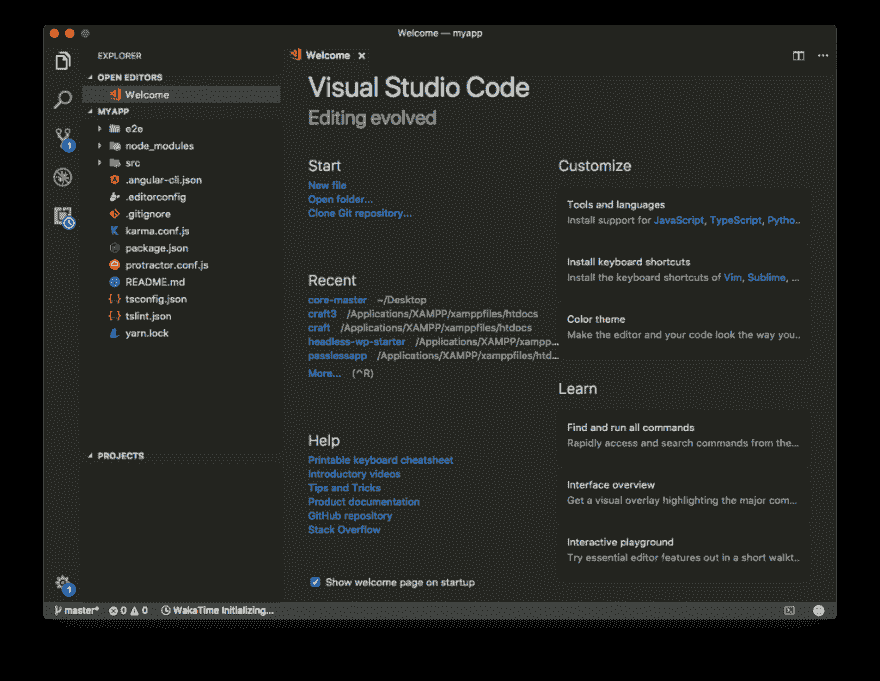 Welcome — myapp
EXPLORER
OPEN EDITORS
Welcome
MYAPP
e2e
node_modules
src
.angular-cli.json
.editorconfig
.gitignore
karma.conf.js
package.json
protractor.conf.js
README.md
tsconfig.json
tslint.json
yarn.lock
PROJECTS
1
1
Welcome
Visual Studio Code
Editing evolved
Start
New file
Open folder...
Clone Git repository...
Recent
core-master ~/Desktop
craft3 /Applications/XAMPP/xamppfiles/htdocs
craft /Applications/XAMPP/xamppfiles/htdocs
headless-wp-starter /Applications/XAMPP/xampp...
passlessapp /Applications/XAMPP/xamppfiles/htd...
More... (^R)
Help
Printable keyboard cheatsheet
Introductory videos
Tips and Tricks
Product documentation
GitHub repository
Stack Overflow
Show welcome page on startup
Customize
Tools and languages
Install support for JavaScript, TypeScript, Pytho...
Install keyboard shortcuts
Install the keyboard shortcuts of Vim, Sublime, ...
Color theme
Make the editor and your code look the way you...
Learn
Find and run all commands
Rapidly access and search commands from the...
Interface overview
Get a visual overlay highlighting the major com...
Interactive playground
Try essential editor features out in a short walkt...
master* 0 0 WakaTime Initializing...